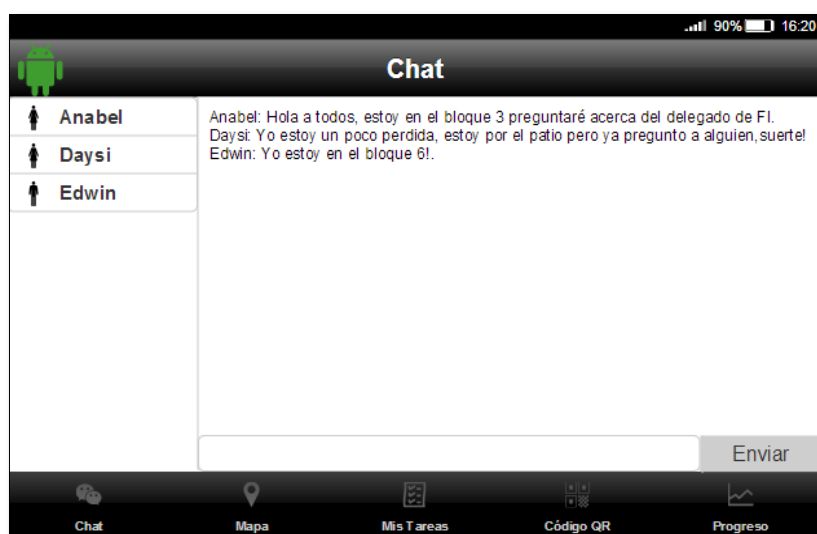 90% 16:20
Chat
Anabel
Daysi
Edwin
Anabel: Hola a todos, estoy en el bloque 3 preguntaré acerca del delegado de FI.
Daysi: Yo estoy un poco perdida, estoy por el patio pero ya pregunto a alguien,suerte!
Edwin: Yo estoy en el bloque 6!.
Enviar
Chat Mapa Mis Tareas Código QR Progreso